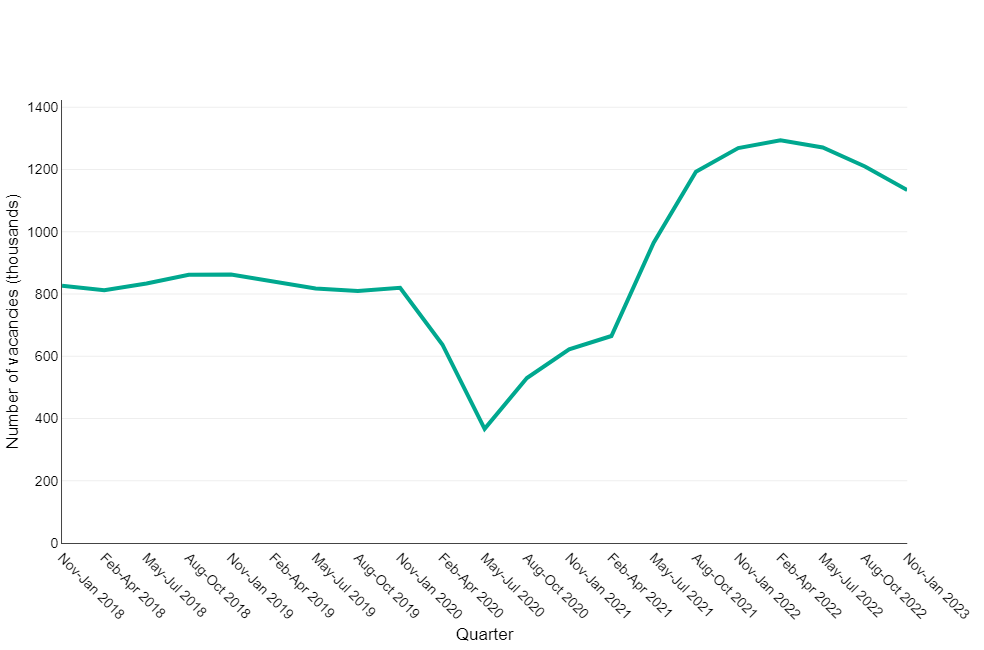 Number of vacancies (thousands)
1400
1200
1000
800
600
400
200
0
Nov-Jan 2018
Feb-Apr 2018
May-Jul 2018
Aug-Oct 2018
Nov-Jan 2019
Feb-Apr 2019
May-Jul 2019
Aug-Oct 2019
Nov-Jan 2020
Feb-Apr 2020
May-Jul 2020
Aug-Oct 2020
Nov-Jan 2021
Feb-Apr 2021
May-Jul 2021
Aug-Oct 2021
Nov-Jan 2022
Feb-Apr 2022
May-Jul 2022
Aug-Oct 2022
Nov-Jan 2023
Quarter